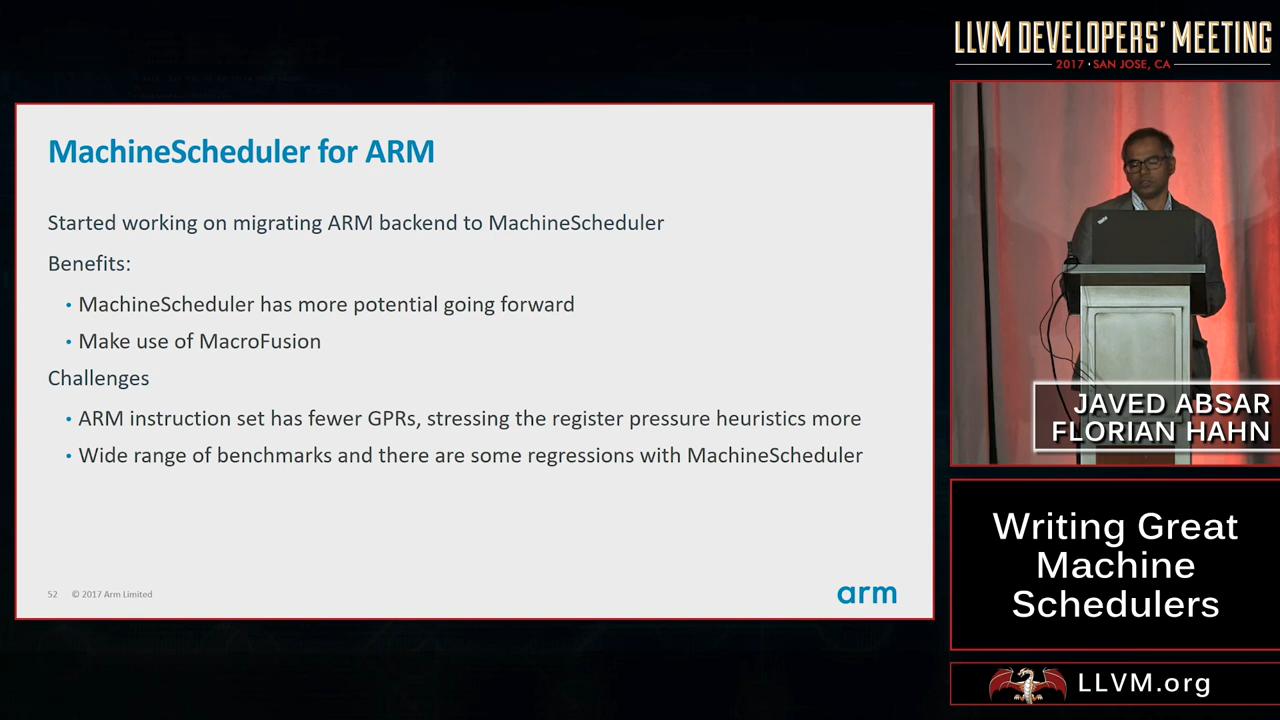 LLVM DEVELOPERS' MEETING
2017 • SAN JOSE, CA
MachineScheduler for ARM
Started working on migrating ARM backend to MachineScheduler
Benefits:
• MachineScheduler has more potential going forward
• Make use of MacroFusion
Challenges
• ARM instruction set has fewer GPRs, stressing the register pressure heuristics more
• Wide range of benchmarks and there are some regressions with MachineScheduler
52 © 2017 Arm Limited
arm
JAVED ABSAR
FLORIAN HAHN
Writing Great
Machine
Schedulers
LLVM.org